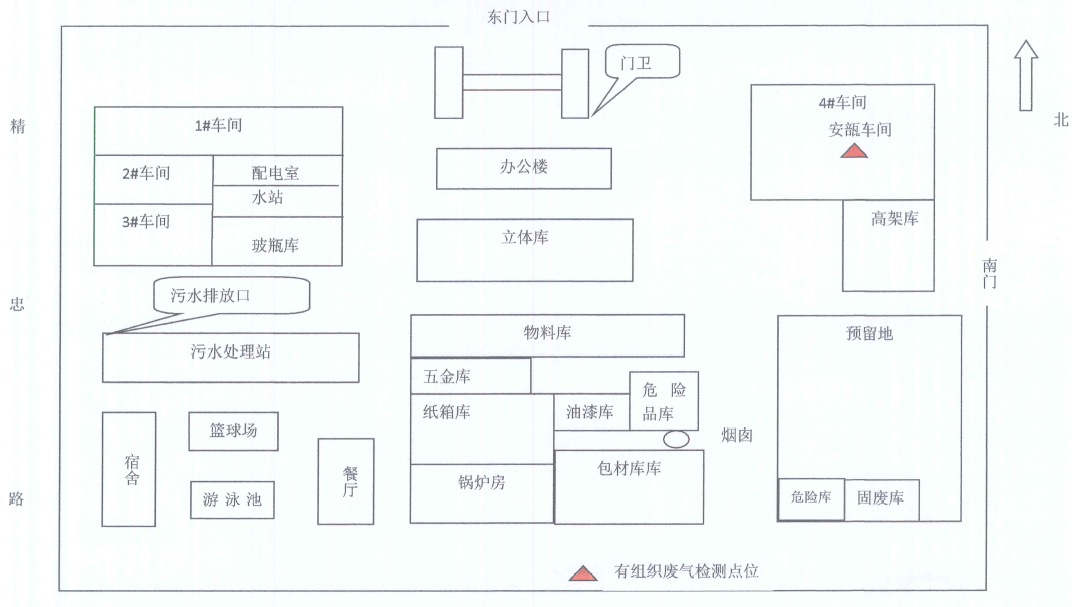 东门入口
门卫
北
精
忠
路
1#车间
2#车间
配电室
水站
3#车间
玻瓶库
办公楼
立体库
4#车间
安瓿车间
高架库
南
门
污水排放口
污水处理站
物料库
五金库
纸箱库
油漆库
危 险
品库
烟囱
锅炉房
包材库库
预留地
危险库
固废库
宿
舍
篮球场
游泳池
餐
厅
有组织废气检测点位